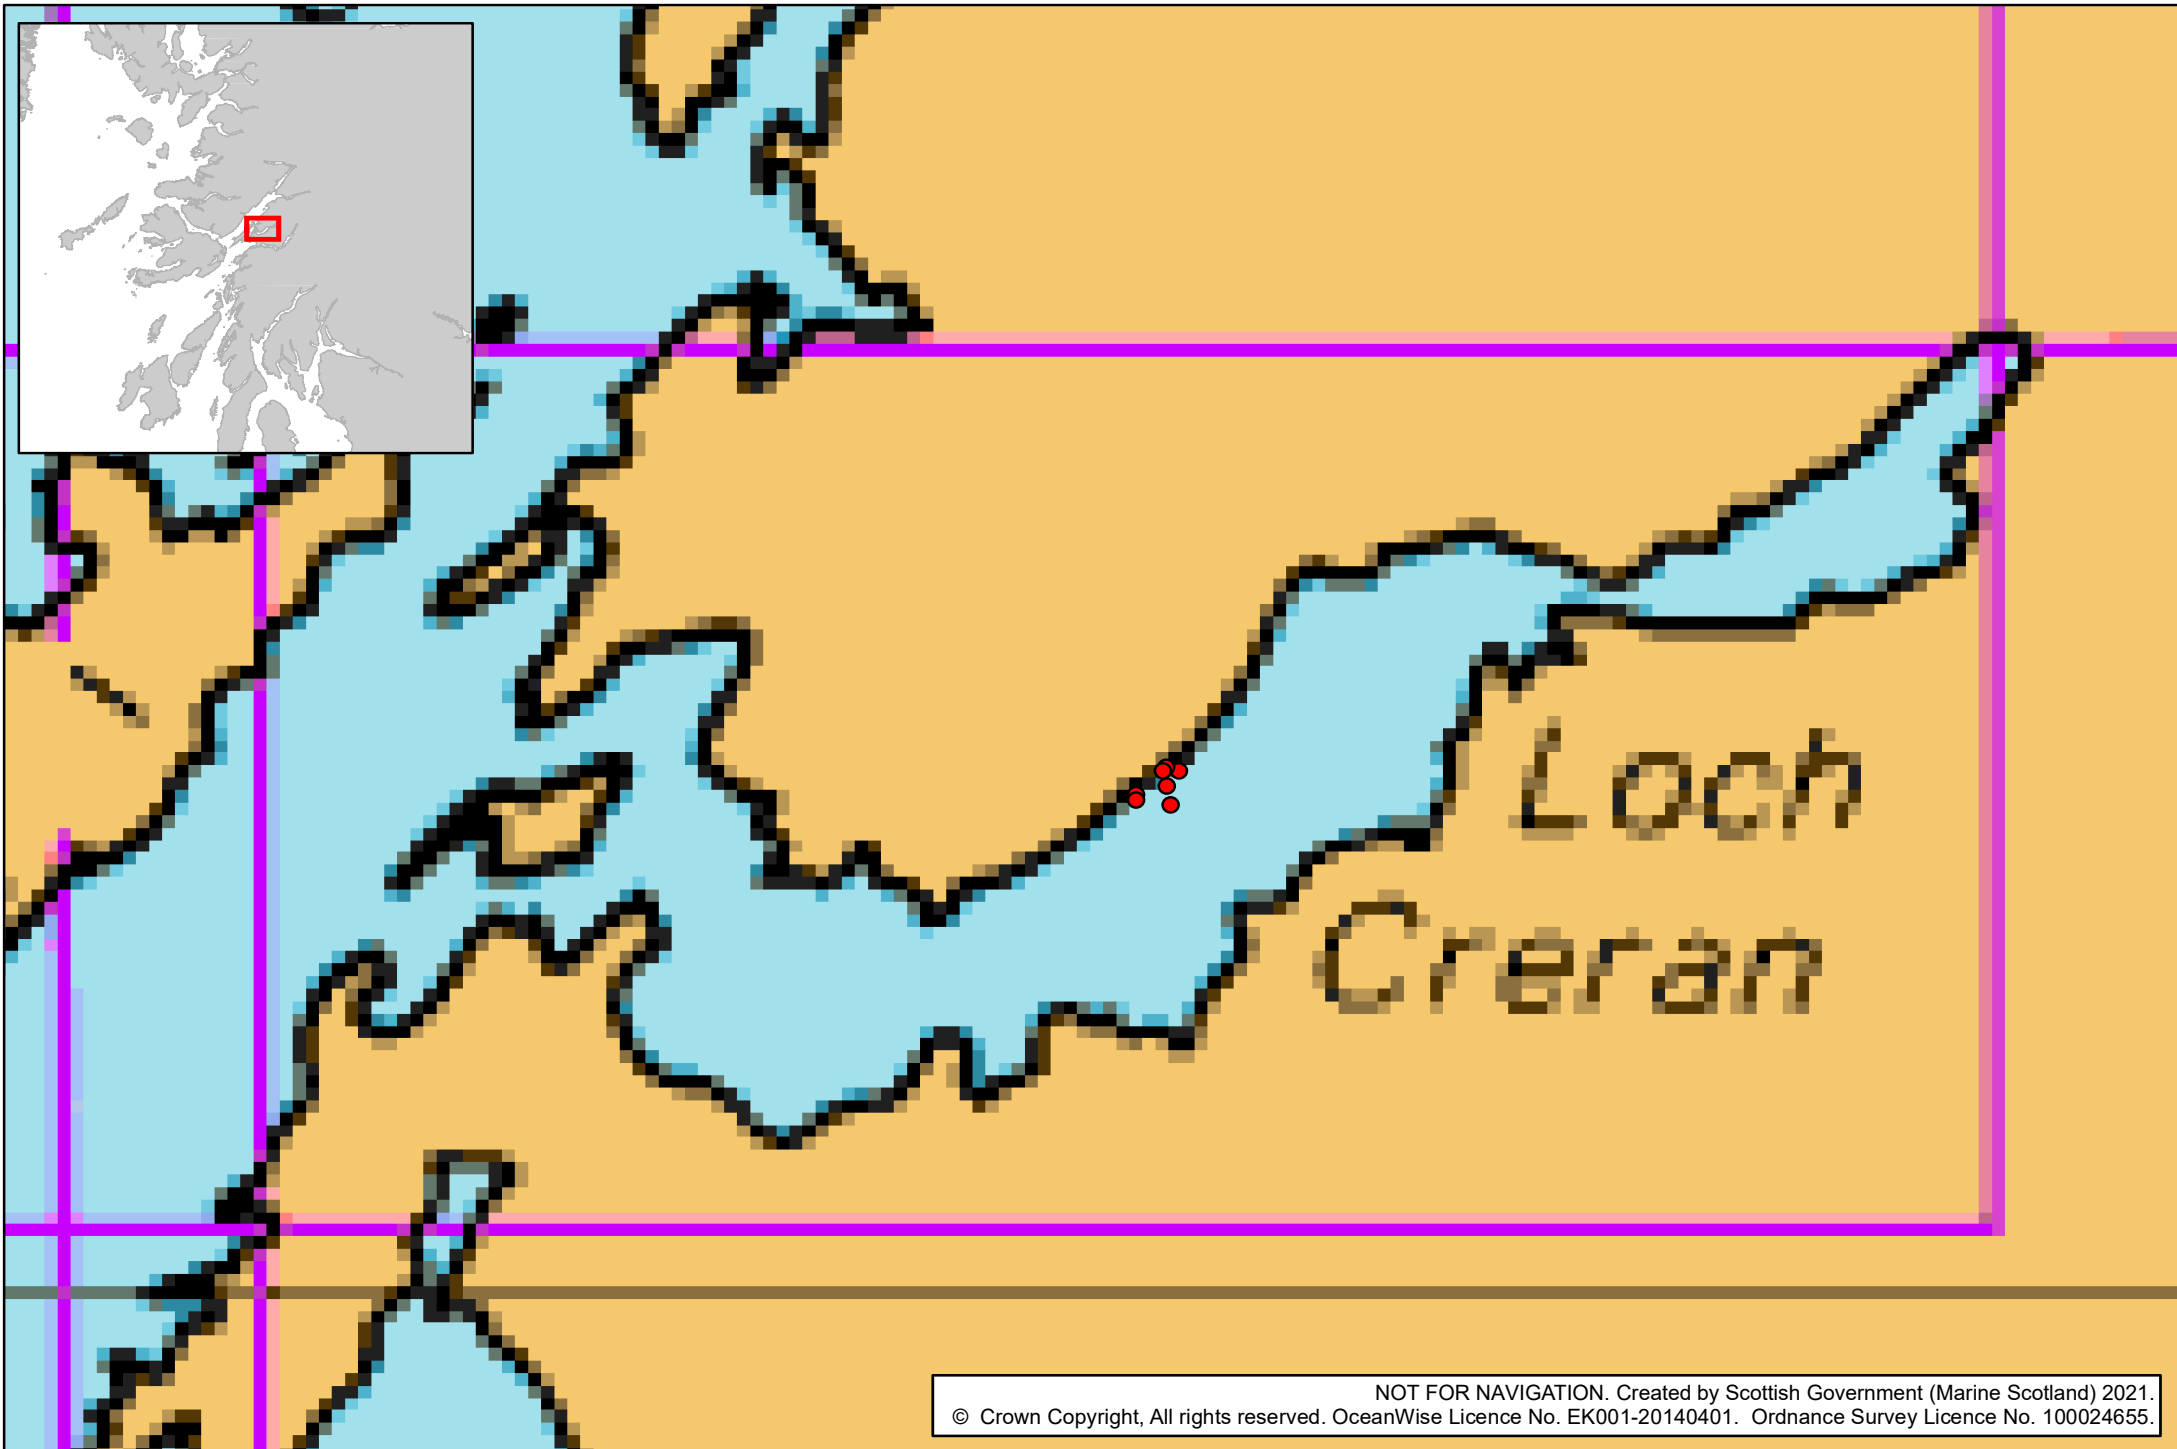 Loch
Creran
NOT FOR NAVIGATION. Created by Scottish Government (Marine Scotland) 2021.
© Crown Copyright, All rights reserved. OceanWise Licence No. EK001-20140401. Ordnance Survey Licence No. 100024655.